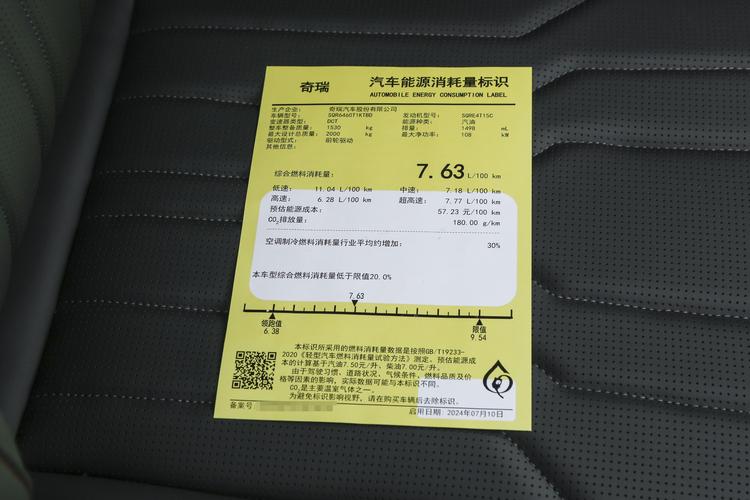 奇瑞 汽车能源消耗量标识
AUTOMOBILE ENERGY CONSUMPTION LABEL
生产企业: 奇瑞汽车股份有限公司
车辆型号: SQR6460T1KTBD 发动机型号: SQRE4T15C
变速器类型: DCT 能源种类: 汽油
整车整备质量: 1530 kg 排量: 1498 mL
最大设计总质量: 2000 kg 最大净功率: 108 kW
驱动型式: 前轮驱动
其他信息:
综合燃料消耗量: 7.63 L/100 km
低速: 11.04 L/100 km 中速: 7.18 L/100 km
高速: 6.28 L/100 km 超高速: 7.77 L/100 km
预估能源成本: 57.23 元/100 km
CO₂排放量: 180.00 g/km
空调制冷燃料消耗量行业平均约增加: 30%
本车型综合燃料消耗量低于限值20.0%
7.63
领跑值 限值
6.38 9.54
本标识所采用的燃料消耗量数据是按照GB/T19233-
2020《轻型汽车燃料消耗量试验方法》测定。预估能源成
本的计算基于汽油7.50元/升、柴油7.00元/升。
由于驾驶习惯、道路状况、气候条件、燃料品质及价
格等因素的影响，实际数据可能与本标识不同。
CO₂是主要温室气体之一。
为避免标识影响视野，请在购买车辆后去除标识。
备案号 启用日期: 2024年07月10日